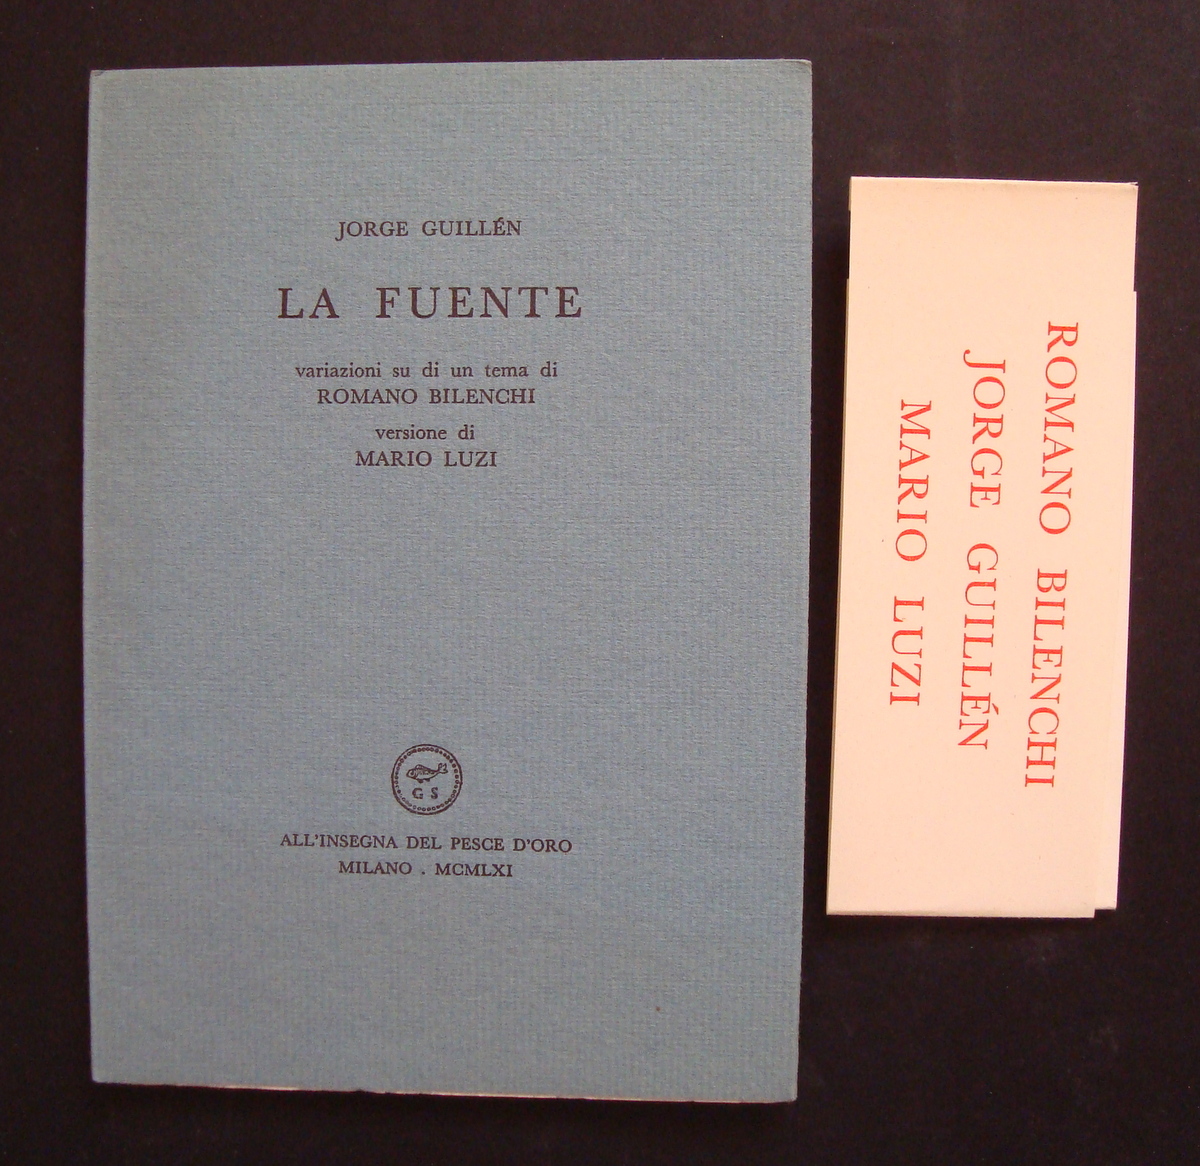 JORGE GUILLÉN
LA FUENTE
variazioni su di un tema di
ROMANO BILENCHI
versione di
MARIO LUZI
G S
ALL'INSEGNA DEL PESCE D'ORO
MILANO . MCMLXI
ROMANO BILENCHI
JORGE GUILLÉN
MARIO LUZI